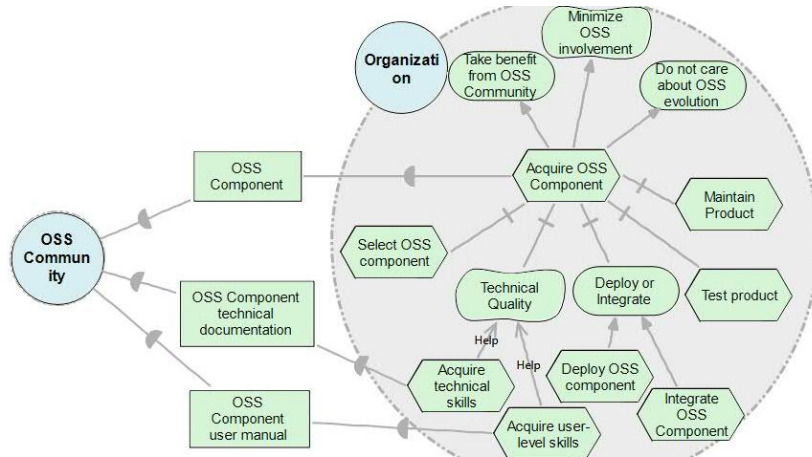 Minimize
OSS
involvement
Organizati
on
Take benefit
from OSS
Community
Do not care
about OSS
evolution
OSS
Component
Acquire OSS
Component
Maintain
Product
OSS
Commun
ity
Select OSS
component
OSS Component
technical
documentation
Technical
Quality
Deploy or
Integrate
Test product
Help
Help
Acquire
technical
skills
Deploy OSS
component
OSS
Component
user manual
Acquire user-
level skills
Integrate
OSS
Component